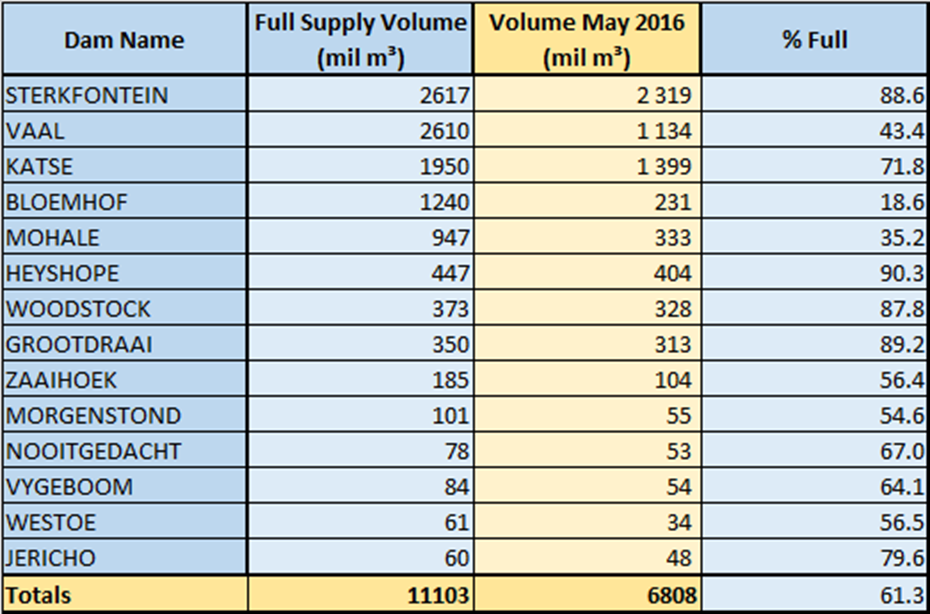 Dam Name Full Supply Volume (mil m³) Volume May 2016 (mil m³) % Full
STERKFONTEIN 2617 2 319 88.6
VAAL 2610 1 134 43.4
KATSE 1950 1 399 71.8
BLOEMHOF 1240 231 18.6
MOHALE 947 333 35.2
HEYSHOPE 447 404 90.3
WOODSTOCK 373 328 87.8
GROOTDRAAI 350 313 89.2
ZAAIHOEK 185 104 56.4
MORGENSTOND 101 55 54.6
NOOITGEDACHT 78 53 67.0
VYGEBOOM 84 54 64.1
WESTOE 61 34 56.5
JERICHO 60 48 79.6
Totals 11103 6808 61.3